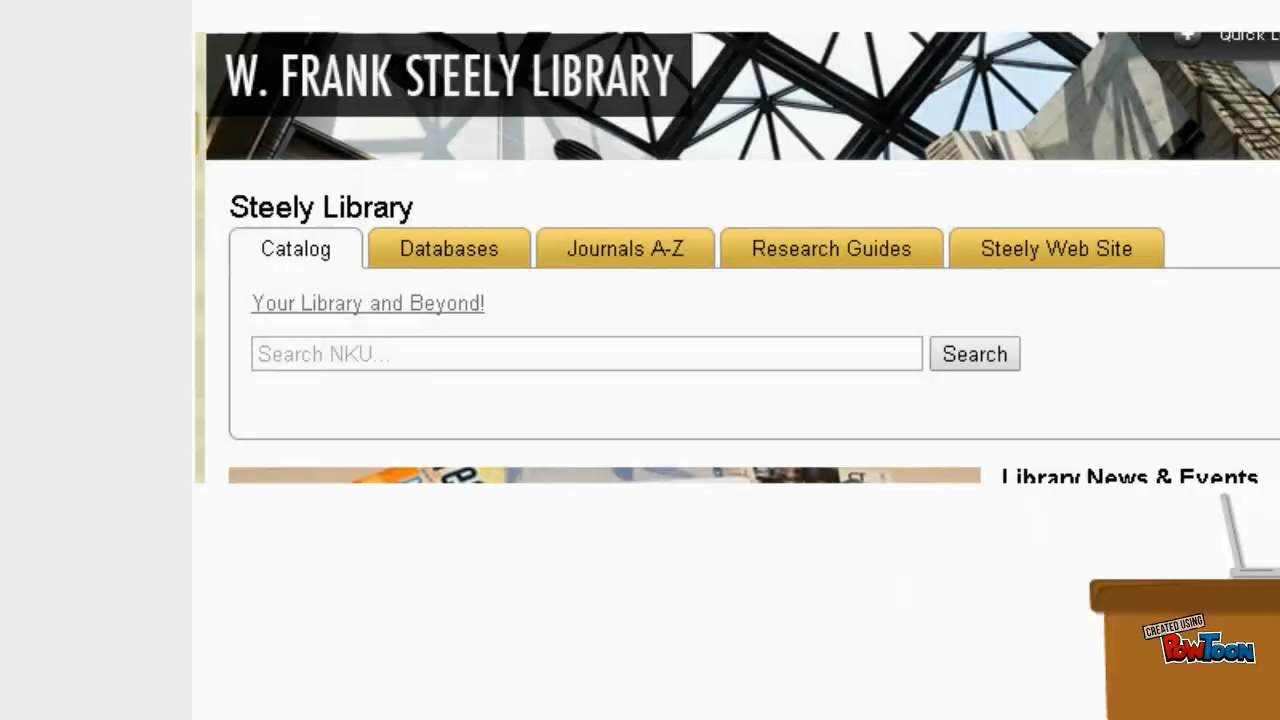 Quick L
W. FRANK STEELY LIBRARY
Steely Library
Catalog
Databases
Journals A-Z
Research Guides
Steely Web Site
Your Library and Beyond!
Search NKU...
Search
Library News & Events
CREATED USING
POWTOON